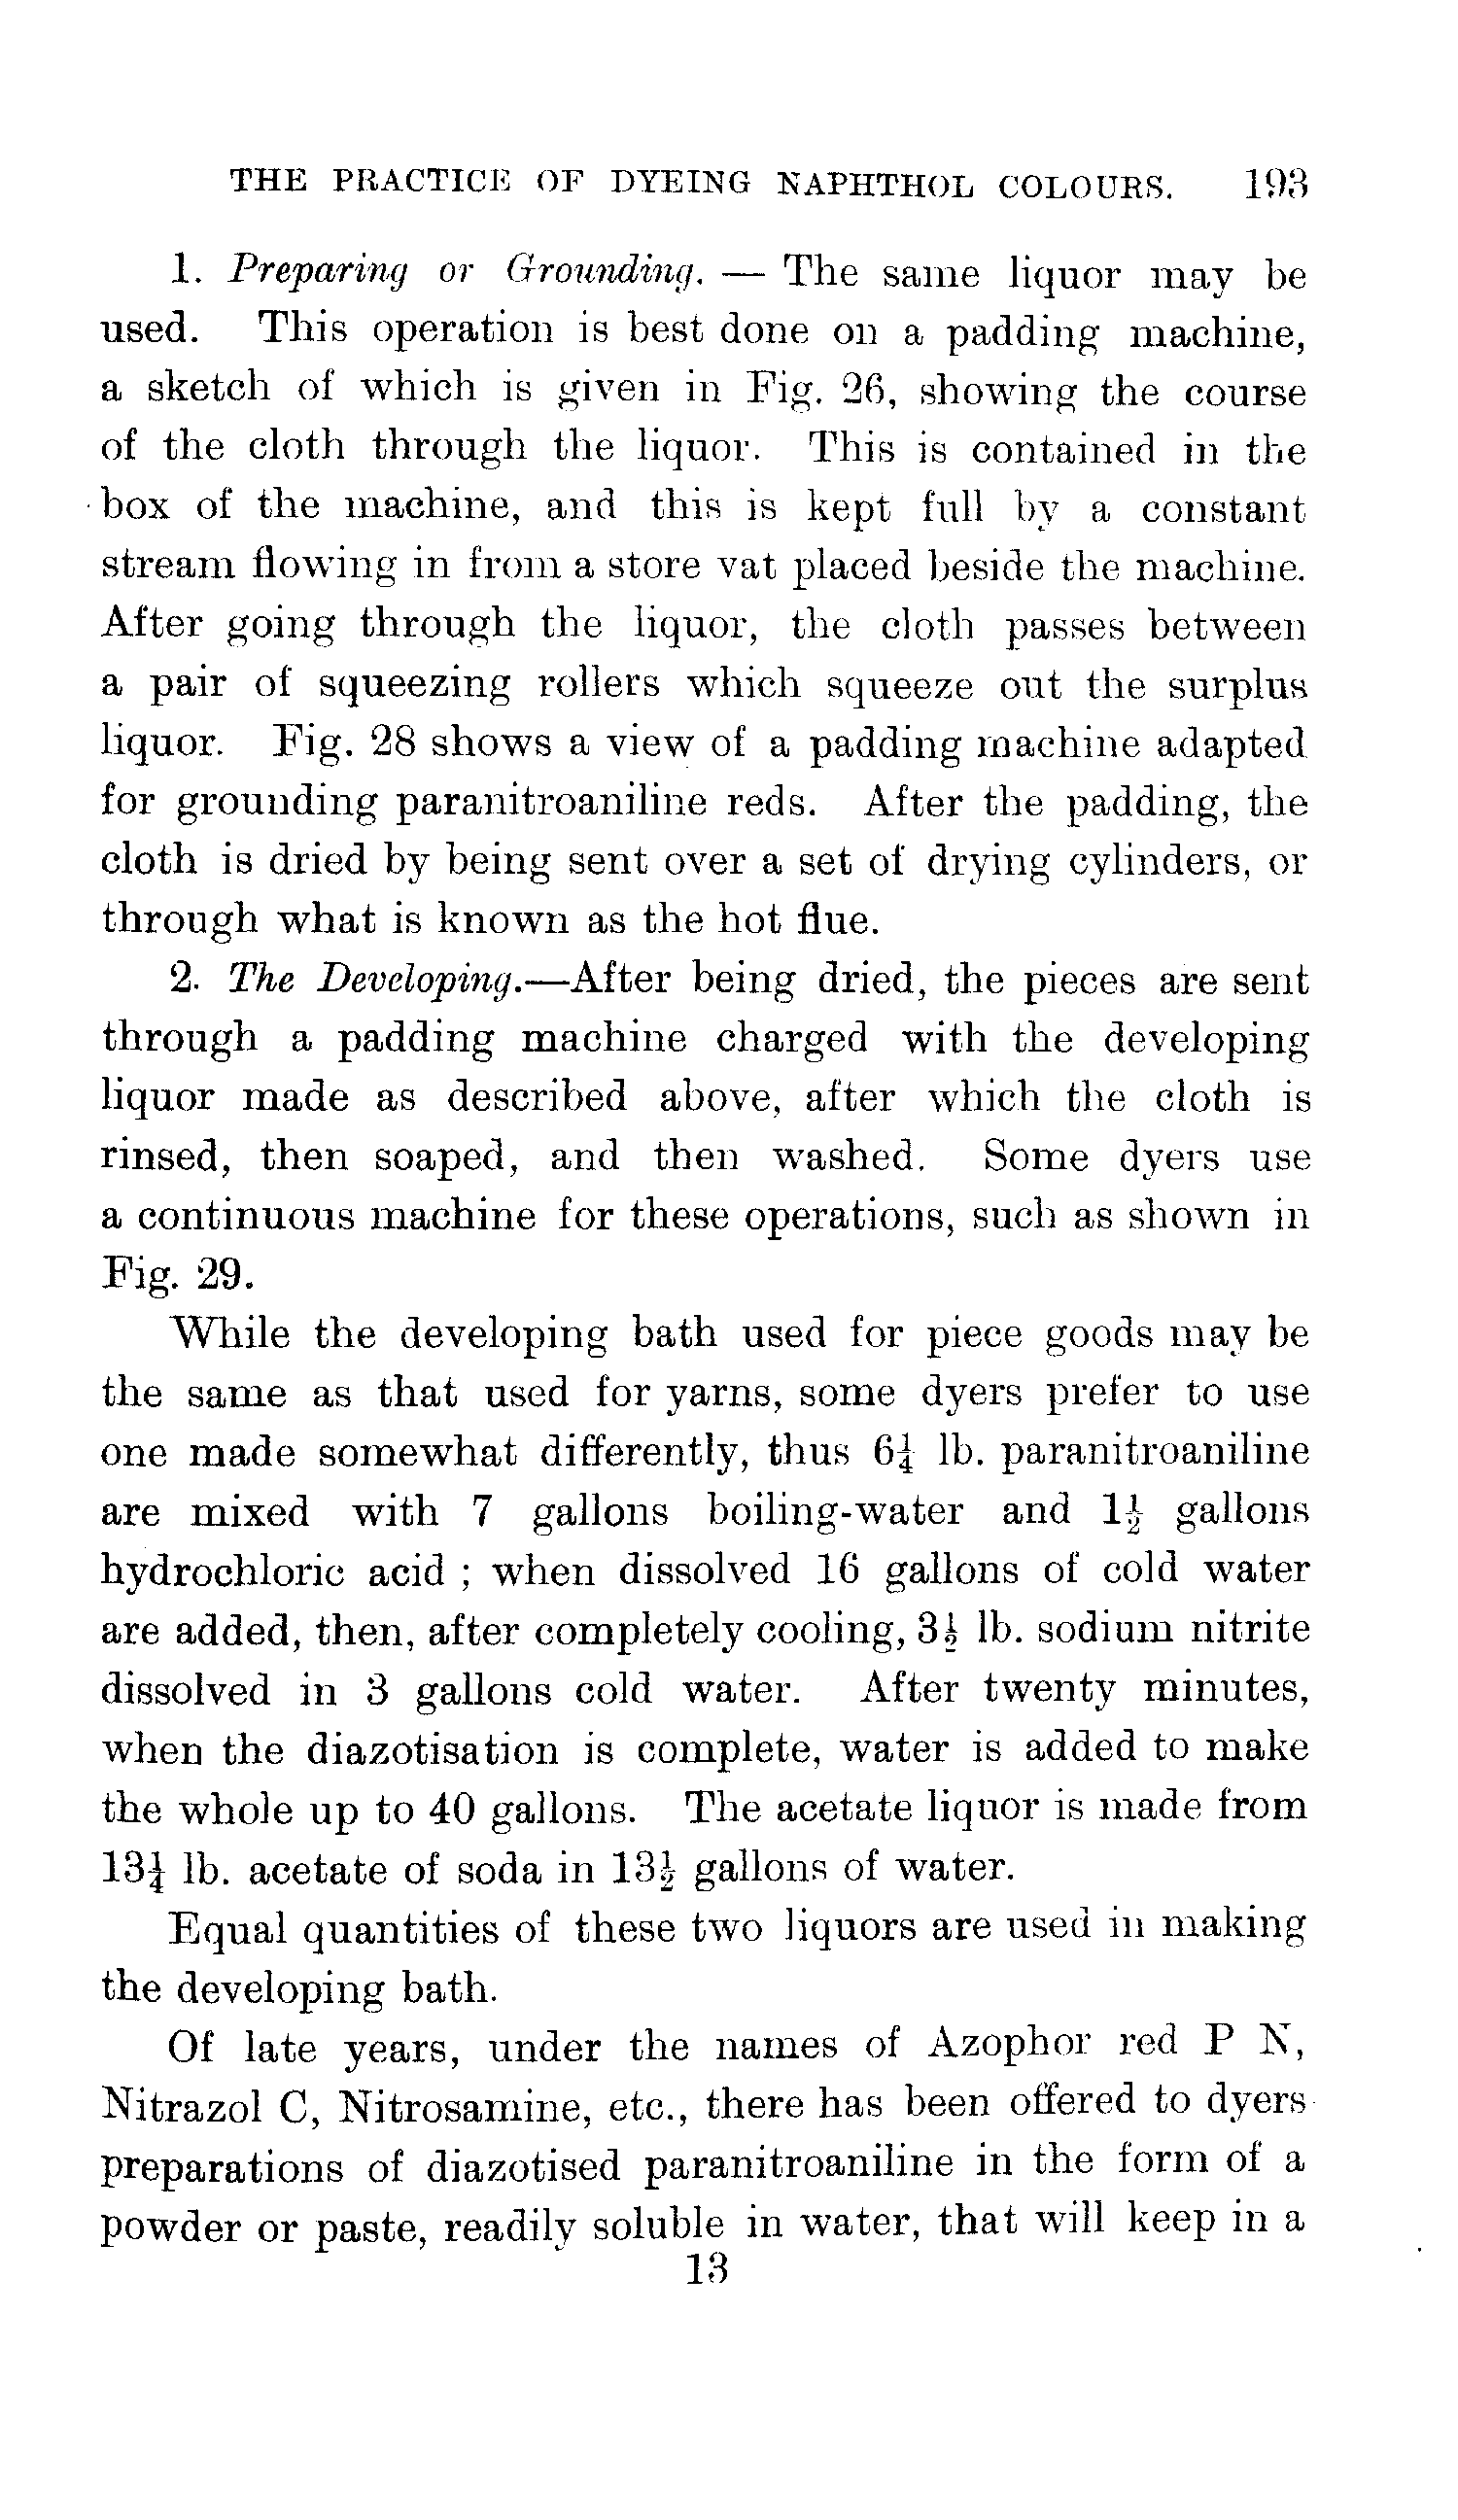 THE PRACTICE OF DYEING NAPHTHOL COLOURS. 193
1. Preparing or Grounding. — The same liquor may be
used. This operation is best done on a padding machine,
a sketch of which is given in Fig. 26, showing the course
of the cloth through the liquor. This is contained in the
box of the machine, and this is kept full by a constant
stream flowing in from a store vat placed beside the machine.
After going through the liquor, the cloth passes between
a pair of squeezing rollers which squeeze out the surplus
liquor. Fig. 28 shows a view of a padding machine adapted
for grounding paranitroaniline reds. After the padding, the
cloth is dried by being sent over a set of drying cylinders, or
through what is known as the hot flue.
2. The Developing.—After being dried, the pieces are sent
through a padding machine charged with the developing
liquor made as described above, after which the cloth is
rinsed, then soaped, and then washed. Some dyers use
a continuous machine for these operations, such as shown in
Fig. 29.
While the developing bath used for piece goods may be
the same as that used for yarns, some dyers prefer to use
one made somewhat differently, thus 6¼ lb. paranitroaniline
are mixed with 7 gallons boiling-water and 1½ gallons
hydrochloric acid ; when dissolved 16 gallons of cold water
are added, then, after completely cooling, 3½ lb. sodium nitrite
dissolved in 3 gallons cold water. After twenty minutes,
when the diazotisation is complete, water is added to make
the whole up to 40 gallons. The acetate liquor is made from
13¼ lb. acetate of soda in 13½ gallons of water.
Equal quantities of these two liquors are used in making
the developing bath.
Of late years, under the names of Azophor red P N,
Nitrazol C, Nitrosamine, etc., there has been offered to dyers
preparations of diazotised paranitroaniline in the form of a
powder or paste, readily soluble in water, that will keep in a
13